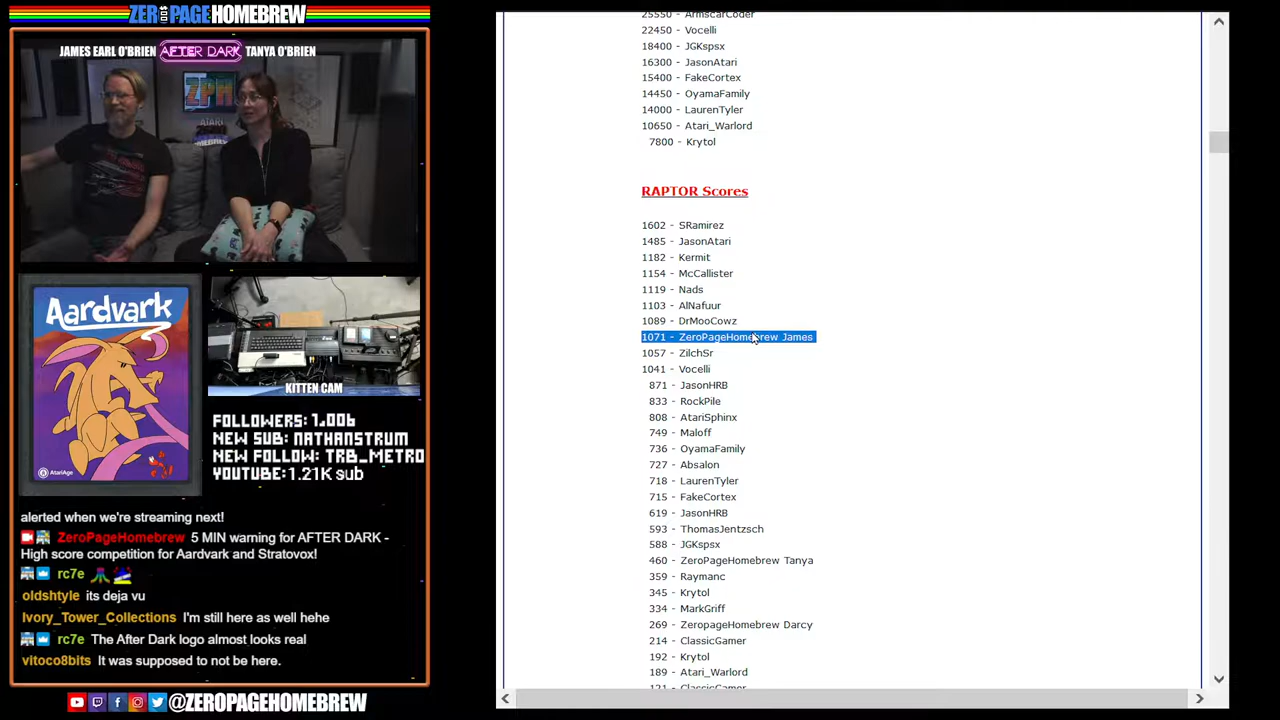 ZERO PAGE HOMEBREW
JAMES EARL O'BRIEN AFTER DARK TANYA O'BRIEN
ZPH
ATARI
Aardvark
AtariAge
KITTEN CAM
FOLLOWERS: 1,006
NEW SUB: NATHANSTRUM
NEW FOLLOW: TRB_METRO
YOUTUBE: 1.21K sub
alerted when we're streaming next!
ZeroPageHomebrew 5 MIN warning for AFTER DARK -
High score competition for Aardvark and Stratovox!
rc7e
oldshtyle its deja vu
Ivory_Tower_Collections I'm still here as well hehe
rc7e The After Dark logo almost looks real
vitoco8bits It was supposed to not be here.
@ZEROPAGEHOMEBREW
25550 - ArmscarCoder
22450 - Vocelli
18400 - JGKspsx
16300 - JasonAtari
15400 - FakeCortex
14450 - OyamaFamily
14000 - LaurenTyler
10650 - Atari_Warlord
7800 - Krytol
RAPTOR Scores
1602 - SRamirez
1485 - JasonAtari
1182 - Kermit
1154 - McCallister
1119 - Nads
1103 - AlNafuur
1089 - DrMooCowz
1071 - ZeroPageHomebrew James
1057 - ZilchSr
1041 - Vocelli
871 - JasonHRB
833 - RockPile
808 - AtariSphinx
749 - Maloff
736 - OyamaFamily
727 - Absalon
718 - LaurenTyler
715 - FakeCortex
619 - JasonHRB
593 - ThomasJentzsch
588 - JGKspsx
460 - ZeroPageHomebrew Tanya
359 - Raymanc
345 - Krytol
334 - MarkGriff
269 - ZeropageHomebrew Darcy
214 - ClassicGamer
192 - Krytol
189 - Atari_Warlord
121 - ClassicGamer